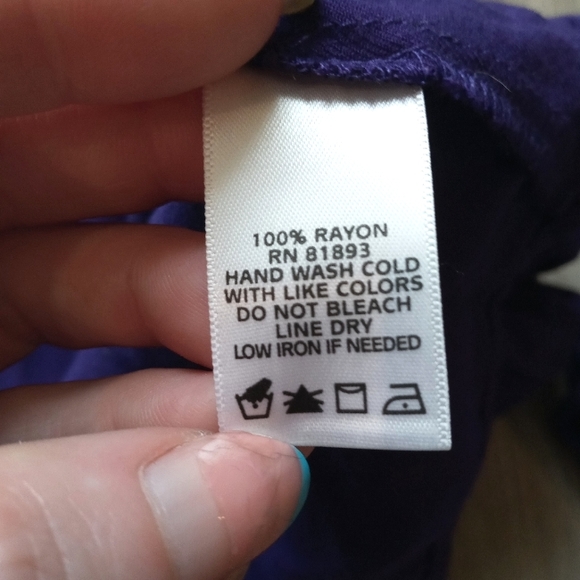 100% RAYON
RN 81893
HAND WASH COLD
WITH LIKE COLORS
DO NOT BLEACH
LINE DRY
LOW IRON IF NEEDED